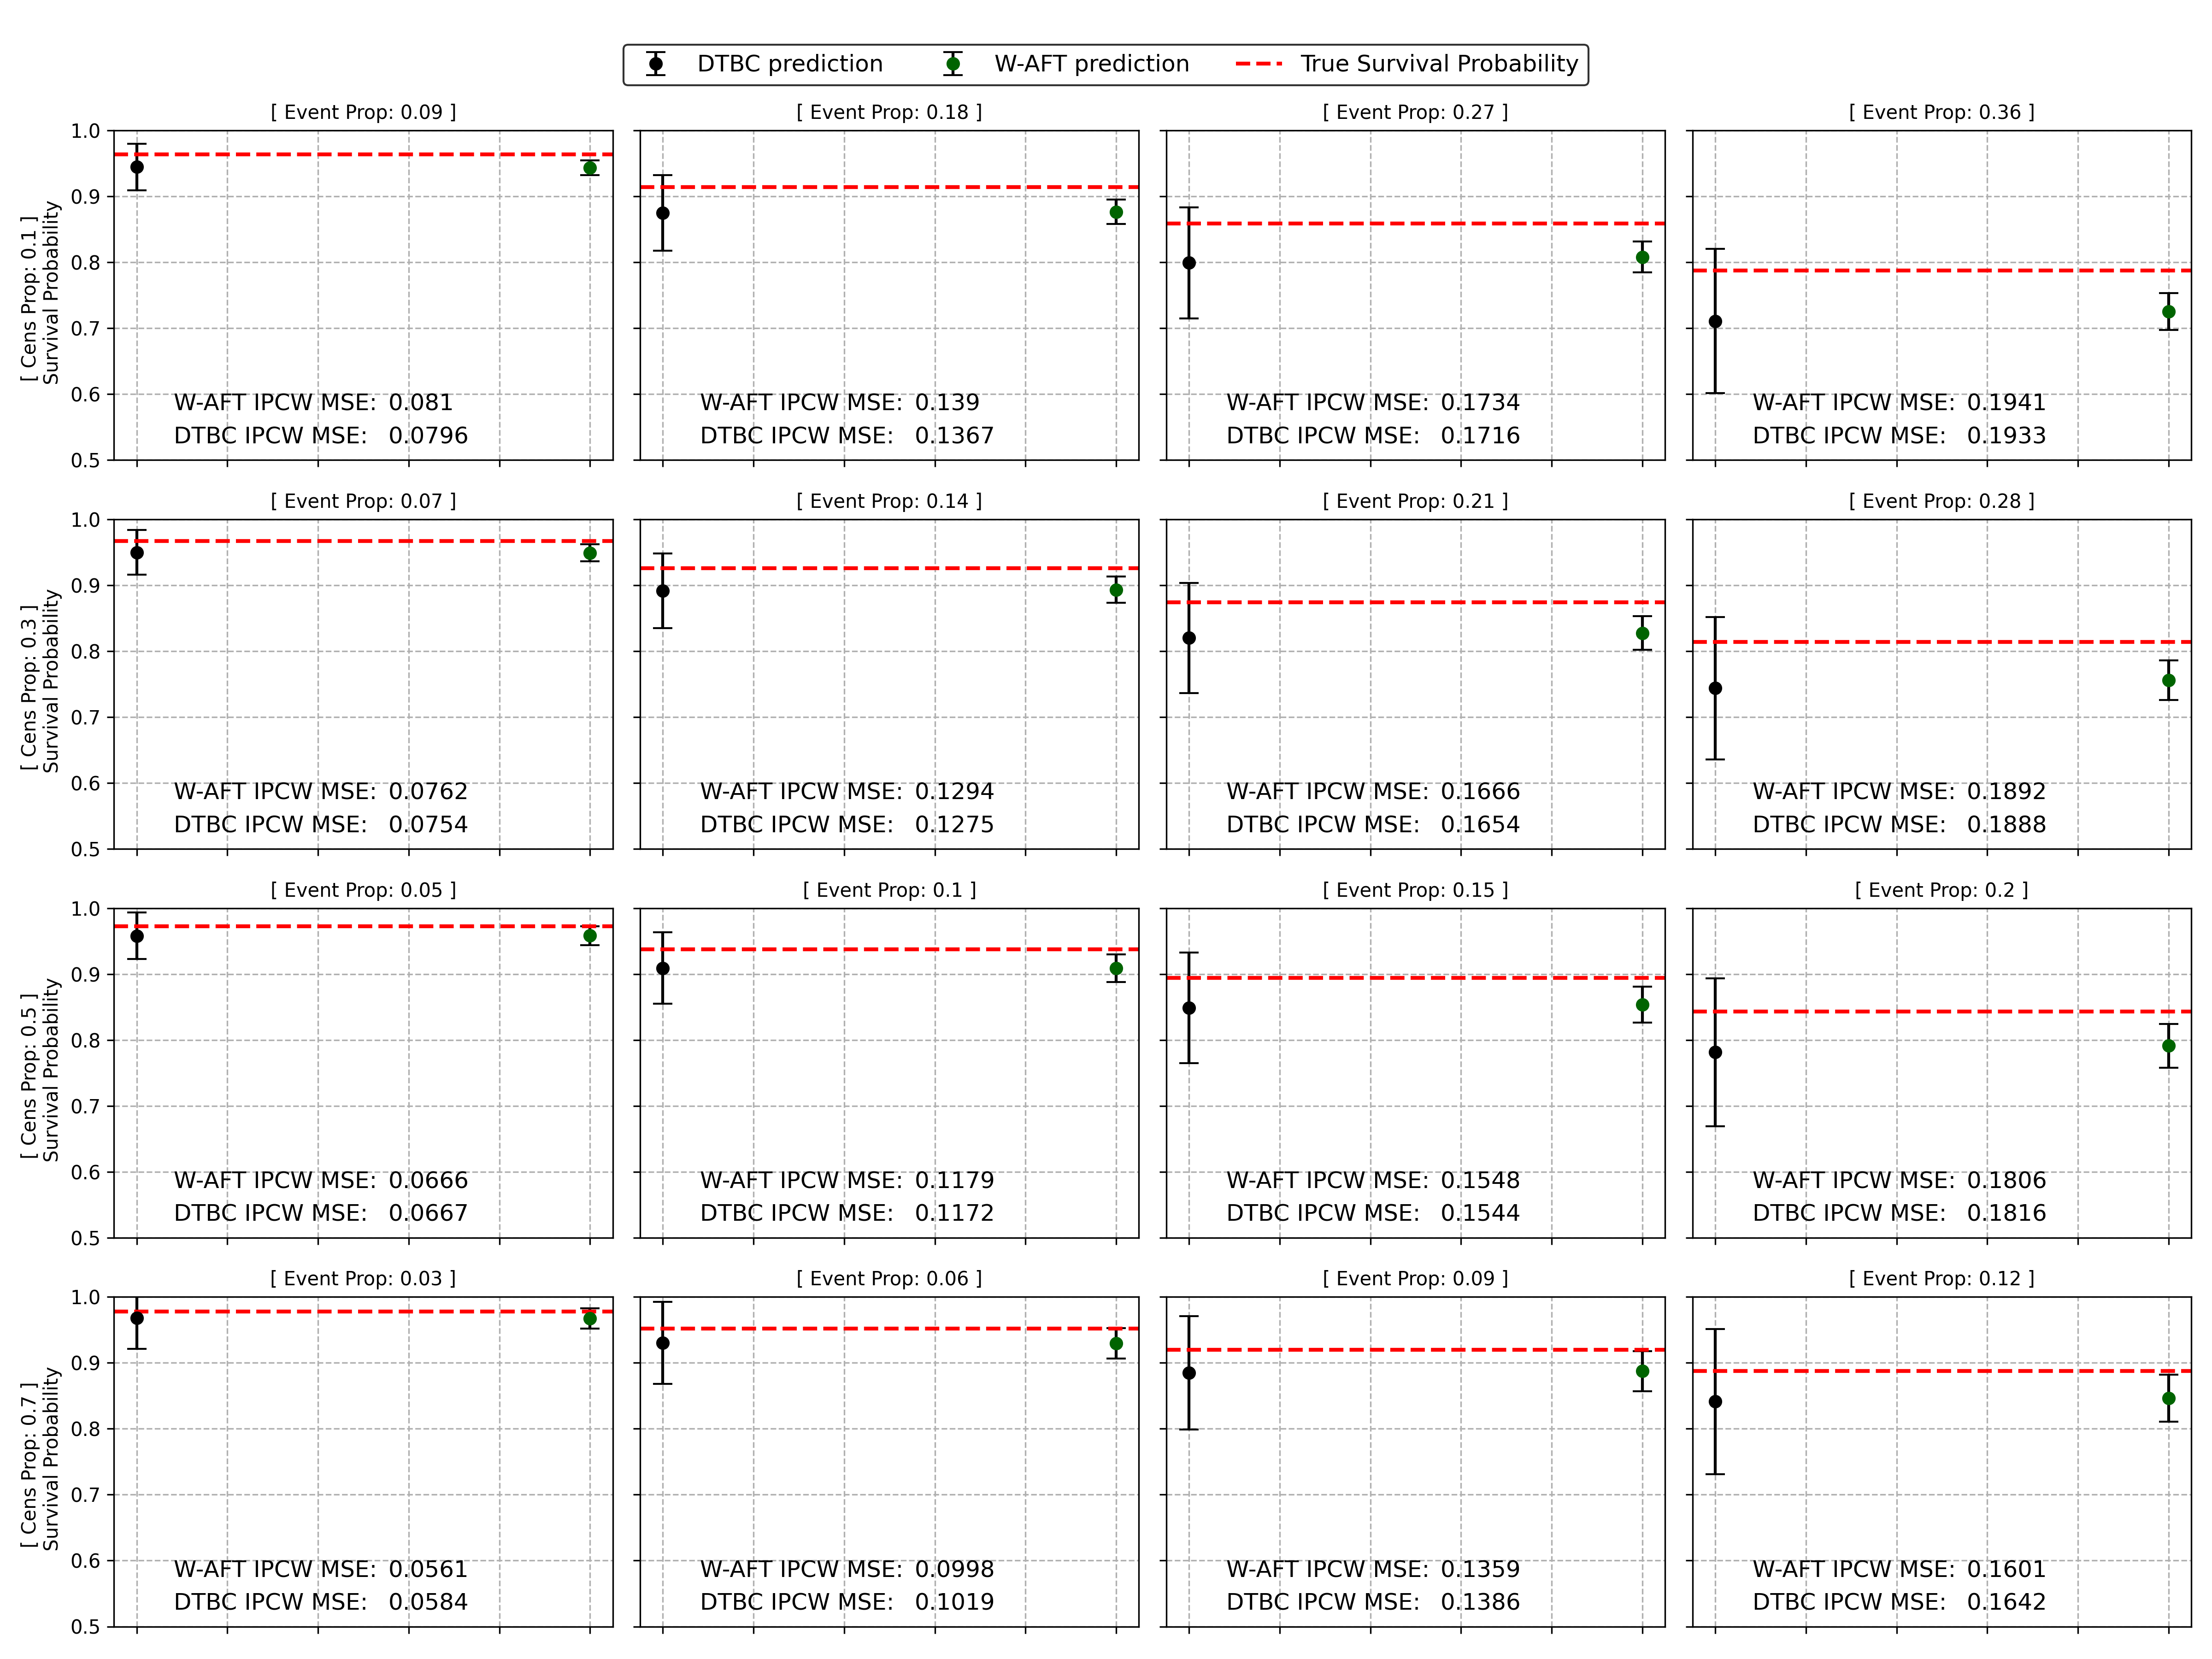 DTBC prediction W-AFT prediction True Survival Probability
[ Event Prop: 0.09 ] [ Event Prop: 0.18 ] [ Event Prop: 0.27 ] [ Event Prop: 0.36 ]
[ Cens Prop: 0.1 ]
Survival Probability
1.0
0.9
0.8
0.7
0.6
0.5
W-AFT IPCW MSE: 0.081
DTBC IPCW MSE: 0.0796
W-AFT IPCW MSE: 0.139
DTBC IPCW MSE: 0.1367
W-AFT IPCW MSE: 0.1734
DTBC IPCW MSE: 0.1716
W-AFT IPCW MSE: 0.1941
DTBC IPCW MSE: 0.1933
[ Event Prop: 0.07 ] [ Event Prop: 0.14 ] [ Event Prop: 0.21 ] [ Event Prop: 0.28 ]
[ Cens Prop: 0.3 ]
Survival Probability
1.0
0.9
0.8
0.7
0.6
0.5
W-AFT IPCW MSE: 0.0762
DTBC IPCW MSE: 0.0754
W-AFT IPCW MSE: 0.1294
DTBC IPCW MSE: 0.1275
W-AFT IPCW MSE: 0.1666
DTBC IPCW MSE: 0.1654
W-AFT IPCW MSE: 0.1892
DTBC IPCW MSE: 0.1888
[ Event Prop: 0.05 ] [ Event Prop: 0.1 ] [ Event Prop: 0.15 ] [ Event Prop: 0.2 ]
[ Cens Prop: 0.5 ]
Survival Probability
1.0
0.9
0.8
0.7
0.6
0.5
W-AFT IPCW MSE: 0.0666
DTBC IPCW MSE: 0.0667
W-AFT IPCW MSE: 0.1179
DTBC IPCW MSE: 0.1172
W-AFT IPCW MSE: 0.1548
DTBC IPCW MSE: 0.1544
W-AFT IPCW MSE: 0.1806
DTBC IPCW MSE: 0.1816
[ Event Prop: 0.03 ] [ Event Prop: 0.06 ] [ Event Prop: 0.09 ] [ Event Prop: 0.12 ]
[ Cens Prop: 0.7 ]
Survival Probability
1.0
0.9
0.8
0.7
0.6
0.5
W-AFT IPCW MSE: 0.0561
DTBC IPCW MSE: 0.0584
W-AFT IPCW MSE: 0.0998
DTBC IPCW MSE: 0.1019
W-AFT IPCW MSE: 0.1359
DTBC IPCW MSE: 0.1386
W-AFT IPCW MSE: 0.1601
DTBC IPCW MSE: 0.1642